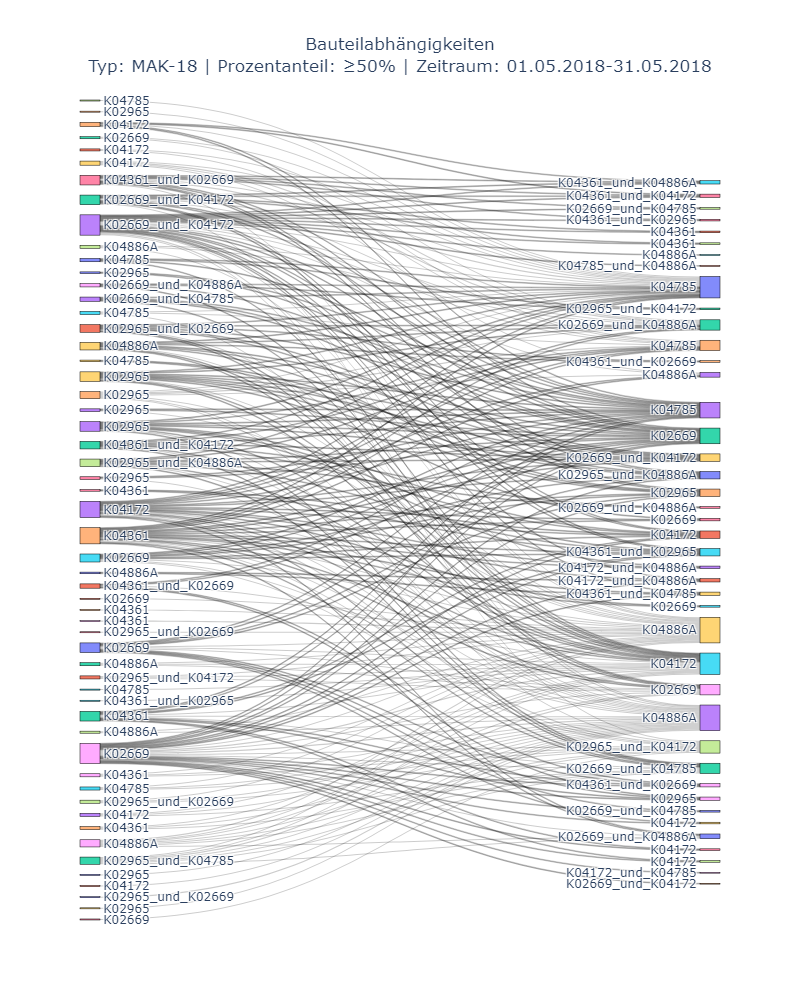 Bauteilabhängigkeiten
Typ: MAK-18 | Prozentanteil: ≥50% | Zeitraum: 01.05.2018-31.05.2018
K04785
K02965
K04172
K02669
K04172
K04172
K04361_und_K02669
K02669_und_K04172
K02669_und_K04172
K04886A
K04785
K02965
K02669_und_K04886A
K02669_und_K04785
K04785
K02965_und_K02669
K04886A
K04785
K02965
K02965
K02965
K02965
K04361_und_K04172
K02965_und_K04886A
K02965
K04361
K04172
K04361
K02669
K04886A
K04361_und_K02669
K02669
K04361
K04361
K02965_und_K02669
K02669
K04886A
K02965_und_K04172
K04785
K04361_und_K02965
K04361
K04886A
K02669
K04361
K04785
K02965_und_K02669
K04172
K04361
K04886A
K02965_und_K04785
K02965
K04172
K02965_und_K02669
K02965
K02669
K04361_und_K04886A
K04361_und_K04172
K02669_und_K04785
K04361_und_K02965
K04361
K04361
K04886A
K04785_und_K04886A
K04785
K02965_und_K04172
K02669_und_K04886A
K04785
K04361_und_K02669
K04886A
K04785
K02669
K02669_und_K04172
K02965_und_K04886A
K02965
K02669_und_K04886A
K02669
K04172
K04361_und_K02965
K04172_und_K04886A
K04172_und_K04886A
K04361_und_K04785
K02669
K04886A
K04172
K02669
K04886A
K02965_und_K04172
K02669_und_K04785
K04361_und_K02669
K02965
K02669_und_K04785
K04172
K02669_und_K04886A
K04172
K04172
K04172_und_K04785
K02669_und_K04172